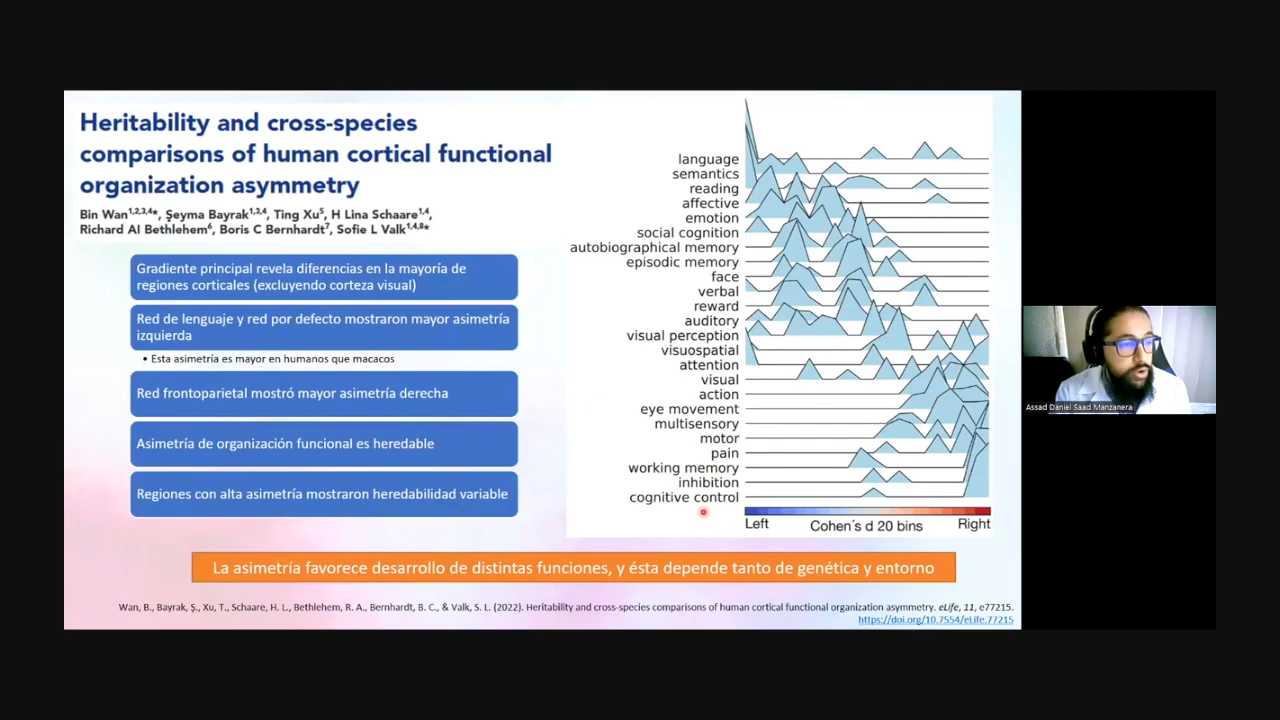 Heritability and cross-species
comparisons of human cortical functional
organization asymmetry
Bin Wan1,2,3,4*, Şeyma Bayrak1,3,4, Ting Xu5, H Lina Schaare1,4,
Richard AI Bethlehem6, Boris C Bernhardt7, Sofie L Valk1,4,8*
Gradiente principal revela diferencias en la mayoría de
regiones corticales (excluyendo corteza visual)
Red de lenguaje y red por defecto mostraron mayor asimetría
izquierda
• Esta asimetría es mayor en humanos que macacos
Red frontoparietal mostró mayor asimetría derecha
Asimetría de organización funcional es heredable
Regiones con alta asimetría mostraron heredabilidad variable
language
semantics
reading
affective
emotion
social cognition
autobiographical memory
episodic memory
face
verbal
reward
auditory
visual perception
visuospatial
attention
visual
action
eye movement
multisensory
motor
pain
working memory
inhibition
cognitive control
Left Cohen´s d 20 bins Right
La asimetría favorece desarrollo de distintas funciones, y ésta depende tanto de genética y entorno
Wan, B., Bayrak, Ş., Xu, T., Schaare, H. L., Bethlehem, R. A., Bernhardt, B. C., & Valk, S. L. (2022). Heritability and cross-species comparisons of human cortical functional organization asymmetry. eLife, 11, e77215.
https://doi.org/10.7554/eLife.77215
Assad Daniel Saad Manzanera